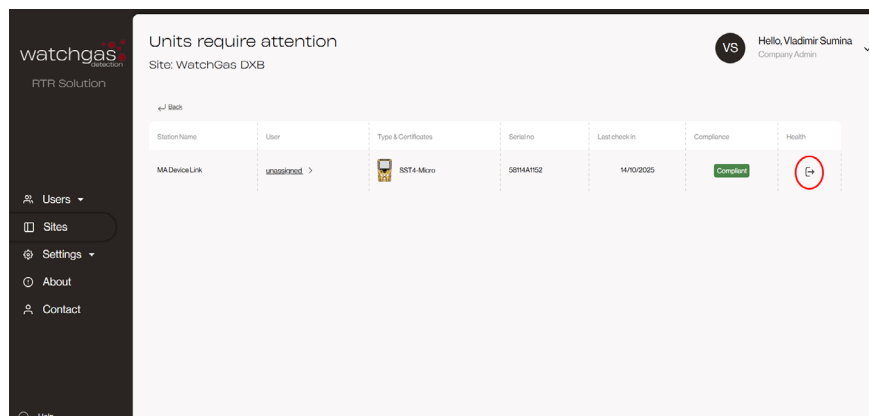 watchgas
detection
RTR Solution
Users
Sites
Settings
About
Contact
Help
Units require attention
Site: WatchGas DXB
VS
Hello, Vladimir Sumina
Company Admin
Back
Station Name User Type & Certificates Serial no Last check in Compliance Health
MA Device Link unassigned > SST4-Micro 58114A1152 14/10/2025 Compliant